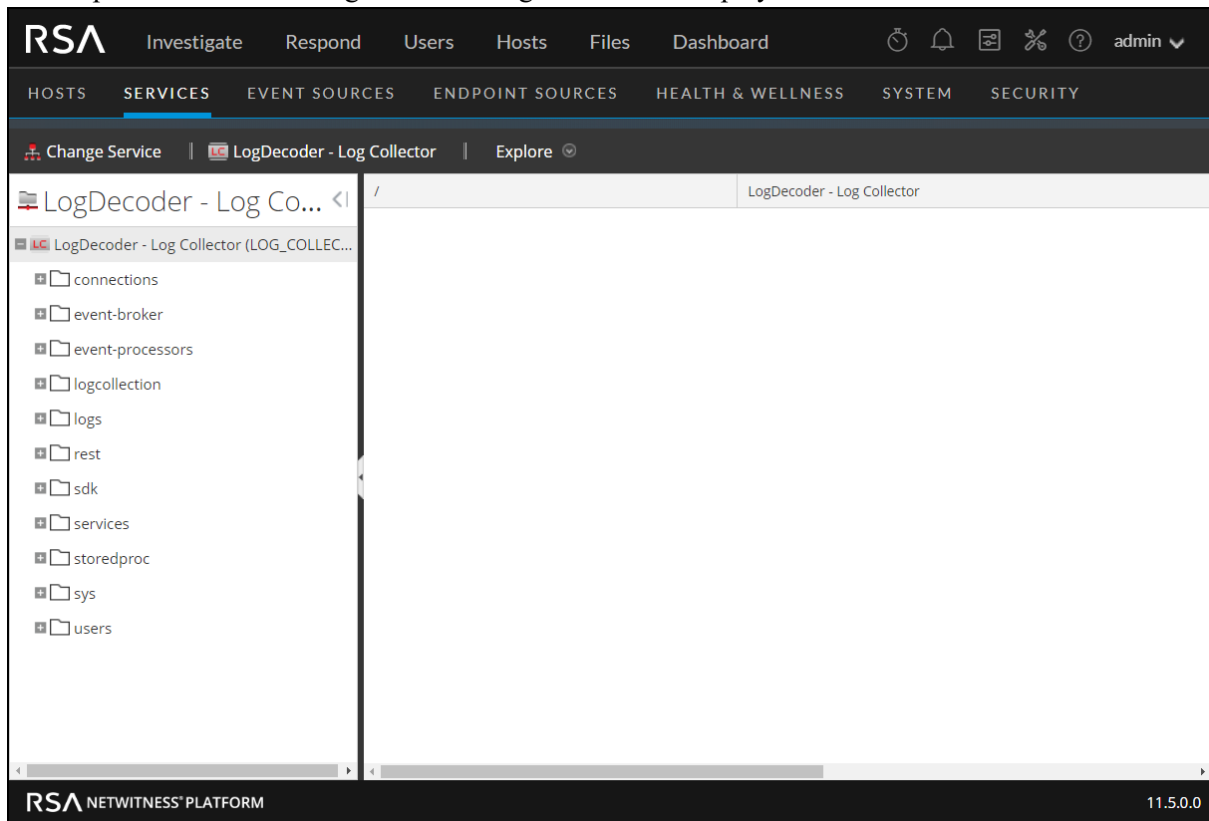 RSA Investigate Respond Users Hosts Files Dashboard admin
HOSTS SERVICES EVENT SOURCES ENDPOINT SOURCES HEALTH & WELLNESS SYSTEM SECURITY
Change Service | LC LogDecoder - Log Collector | Explore
LogDecoder - Log Co...
/ LogDecoder - Log Collector
LC LogDecoder - Log Collector (LOG_COLLEC...
connections
event-broker
event-processors
logcollection
logs
rest
sdk
services
storedproc
sys
users
RSA NETWITNESS® PLATFORM 11.5.0.0